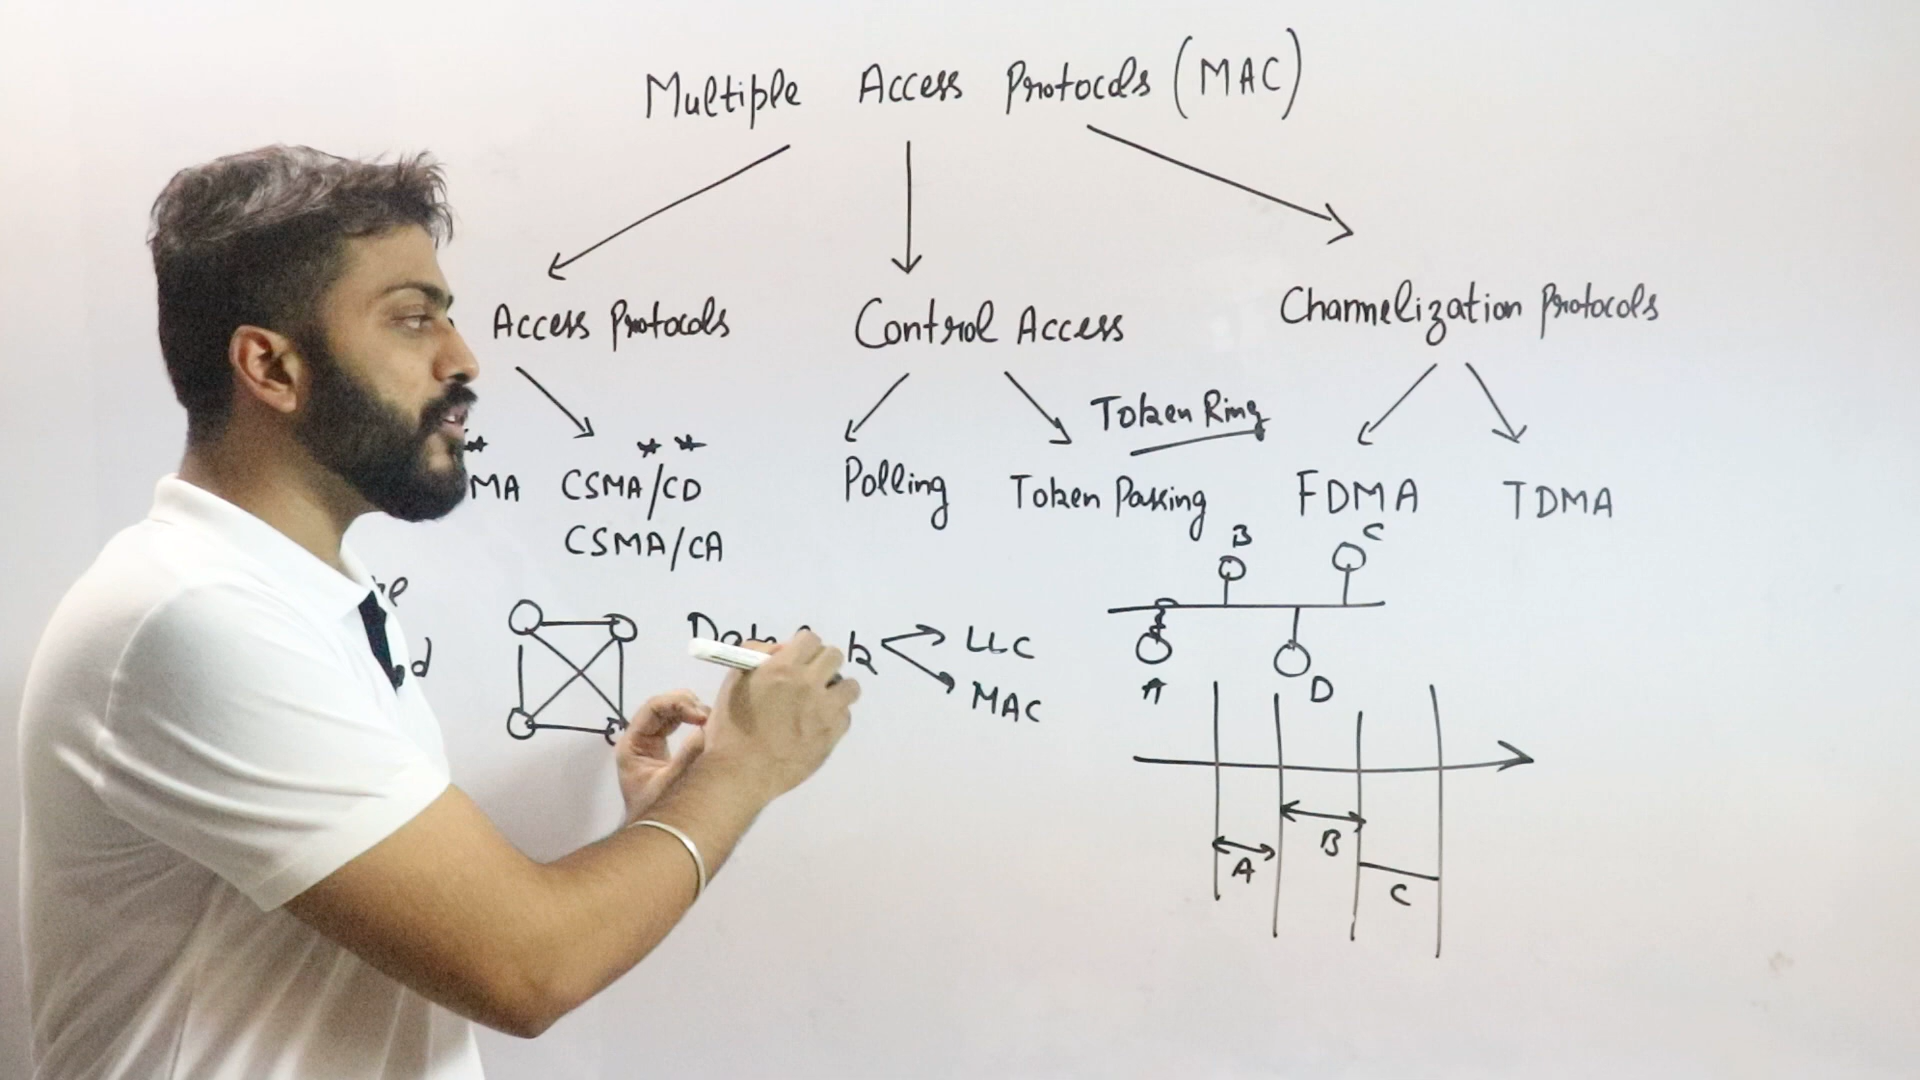 Multiple Access Protocols (MAC)
Access Protocols
Control Access
Channelization Protocols
Token Ring
** 
MA
CSMA/CD
CSMA/CA
Polling
Token Passing
FDMA
TDMA
B
C
LLC
MAC
A
D
A
B
C